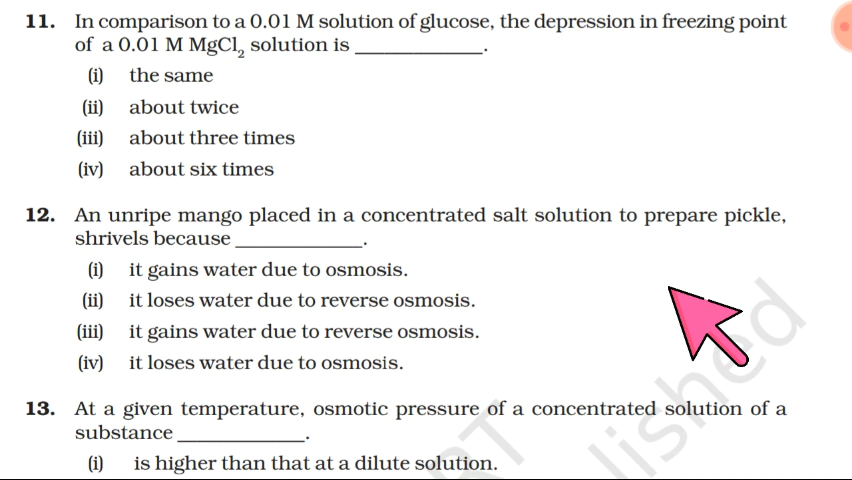 11. In comparison to a 0.01 M solution of glucose, the depression in freezing point
of a 0.01 M MgCl₂ solution is _____________.
(i) the same
(ii) about twice
(iii) about three times
(iv) about six times
12. An unripe mango placed in a concentrated salt solution to prepare pickle,
shrivels because _____________.
(i) it gains water due to osmosis.
(ii) it loses water due to reverse osmosis.
(iii) it gains water due to reverse osmosis.
(iv) it loses water due to osmosis.
13. At a given temperature, osmotic pressure of a concentrated solution of a
substance _____________.
(i) is higher than that at a dilute solution.